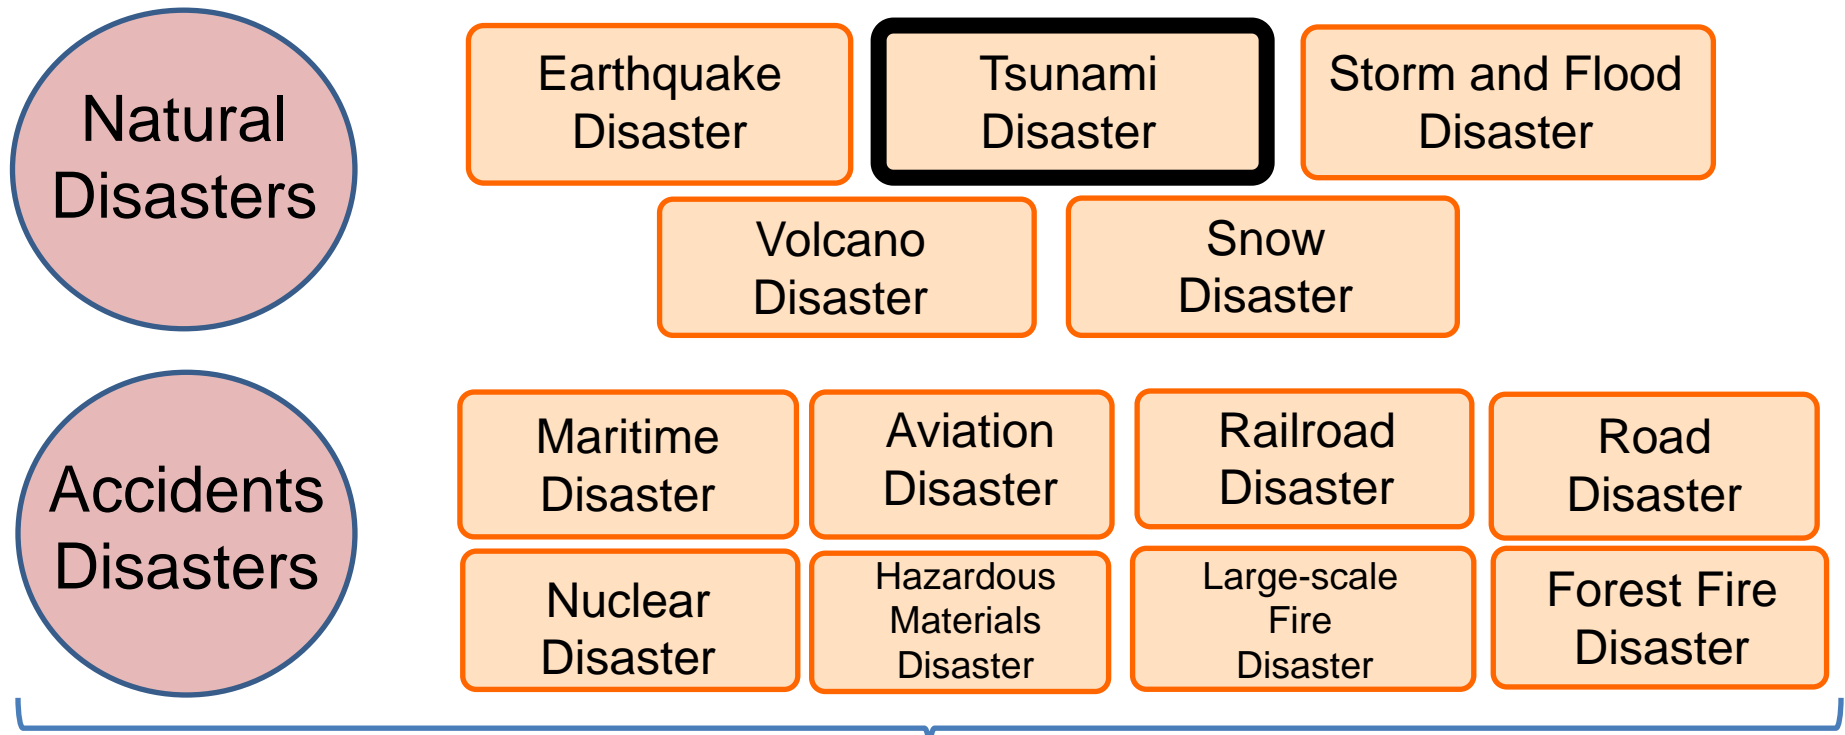 Natural
Disasters
Earthquake
Disaster
Tsunami
Disaster
Storm and Flood
Disaster
Volcano
Disaster
Snow
Disaster
Accidents
Disasters
Maritime
Disaster
Aviation
Disaster
Railroad
Disaster
Road
Disaster
Nuclear
Disaster
Hazardous
Materials
Disaster
Large-scale
Fire
Disaster
Forest Fire
Disaster